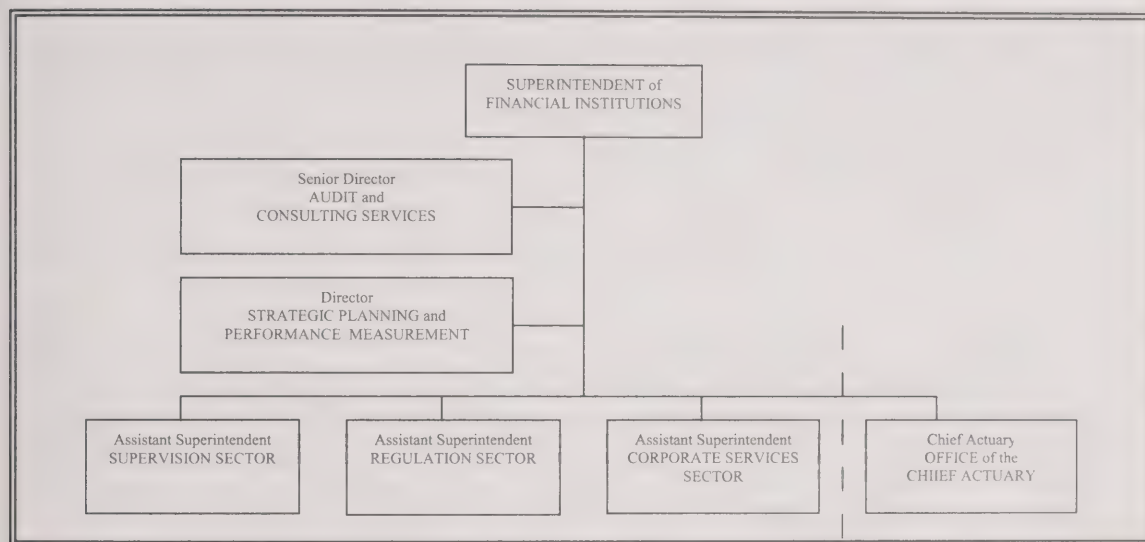 SUPERINTENDENT of
FINANCIAL INSTITUTIONS
Senior Director
AUDIT and
CONSULTING SERVICES
Director
STRATEGIC PLANNING and
PERFORMANCE MEASUREMENT
Assistant Superintendent
SUPERVISION SECTOR
Assistant Superintendent
REGULATION SECTOR
Assistant Superintendent
CORPORATE SERVICES
SECTOR
Chief Actuary
OFFICE of the
CHIIEF ACTUARY